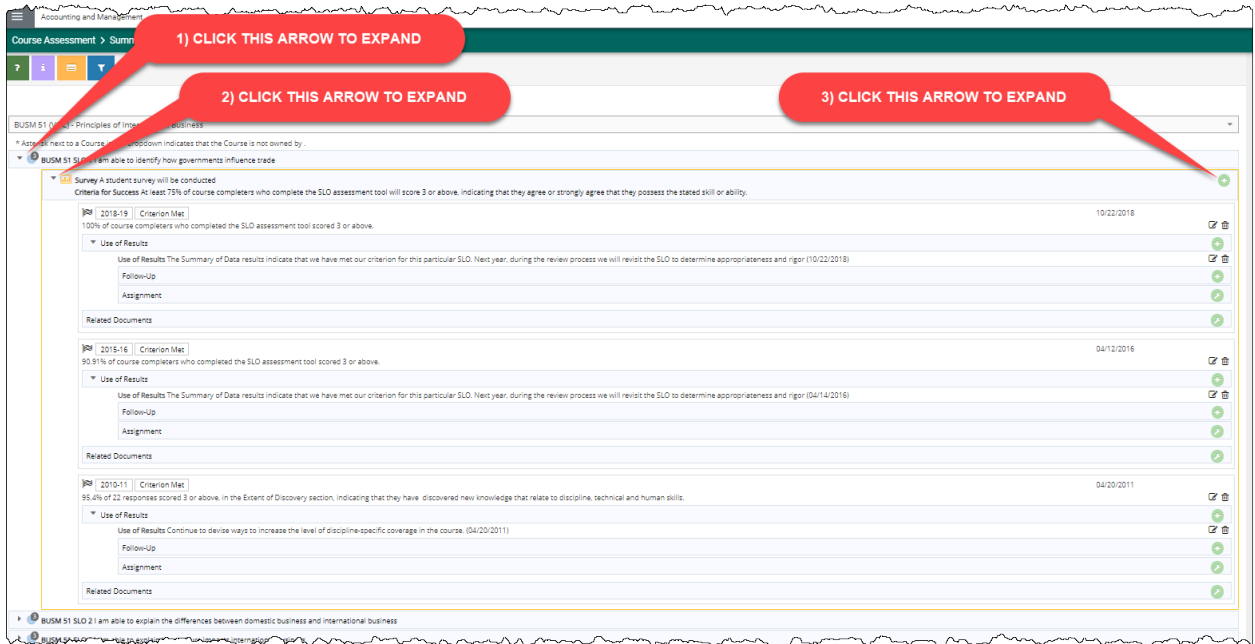 Accounting and Management
Course Assessment > Summ
1) CLICK THIS ARROW TO EXPAND
2) CLICK THIS ARROW TO EXPAND
3) CLICK THIS ARROW TO EXPAND
BUSM 51 - Principles of Business
* next to a Course dropdown indicates that the Course is not owned by .
3 BUSM 51 SLO I am able to identify how governments influence trade
Survey A student survey will be conducted
Criteria for Success At least 75% of course completers who complete the SLO assessment tool will score 3 or above, indicating that they agree or strongly agree that they possess the stated skill or ability.
2018-19 Criterion Met 10/22/2018
100% of course completers who completed the SLO assessment tool scored 3 or above.
Use of Results
Use of Results The Summary of Data results indicate that we have met our criterion for this particular SLO. Next year, during the review process we will revisit the SLO to determine appropriateness and rigor (10/22/2018)
Follow-Up
Assignment
Related Documents
2015-16 Criterion Met 04/12/2016
90.91% of course completers who completed the SLO assessment tool scored 3 or above.
Use of Results
Use of Results The Summary of Data results indicate that we have met our criterion for this particular SLO. Next year, during the review process we will revisit the SLO to determine appropriateness and rigor (04/14/2016)
Follow-Up
Assignment
Related Documents
2010-11 Criterion Met 04/20/2011
95.4% of 22 responses scored 3 or above, in the Extent of Discovery section, indicating that they have discovered new knowledge that relate to discipline, technical and human skills.
Use of Results
Use of Results Continue to devise ways to increase the level of discipline-specific coverage in the course. (04/20/2011)
Follow-Up
Assignment
Related Documents
3 BUSM 51 SLO 2 I am able to explain the differences between domestic business and international business